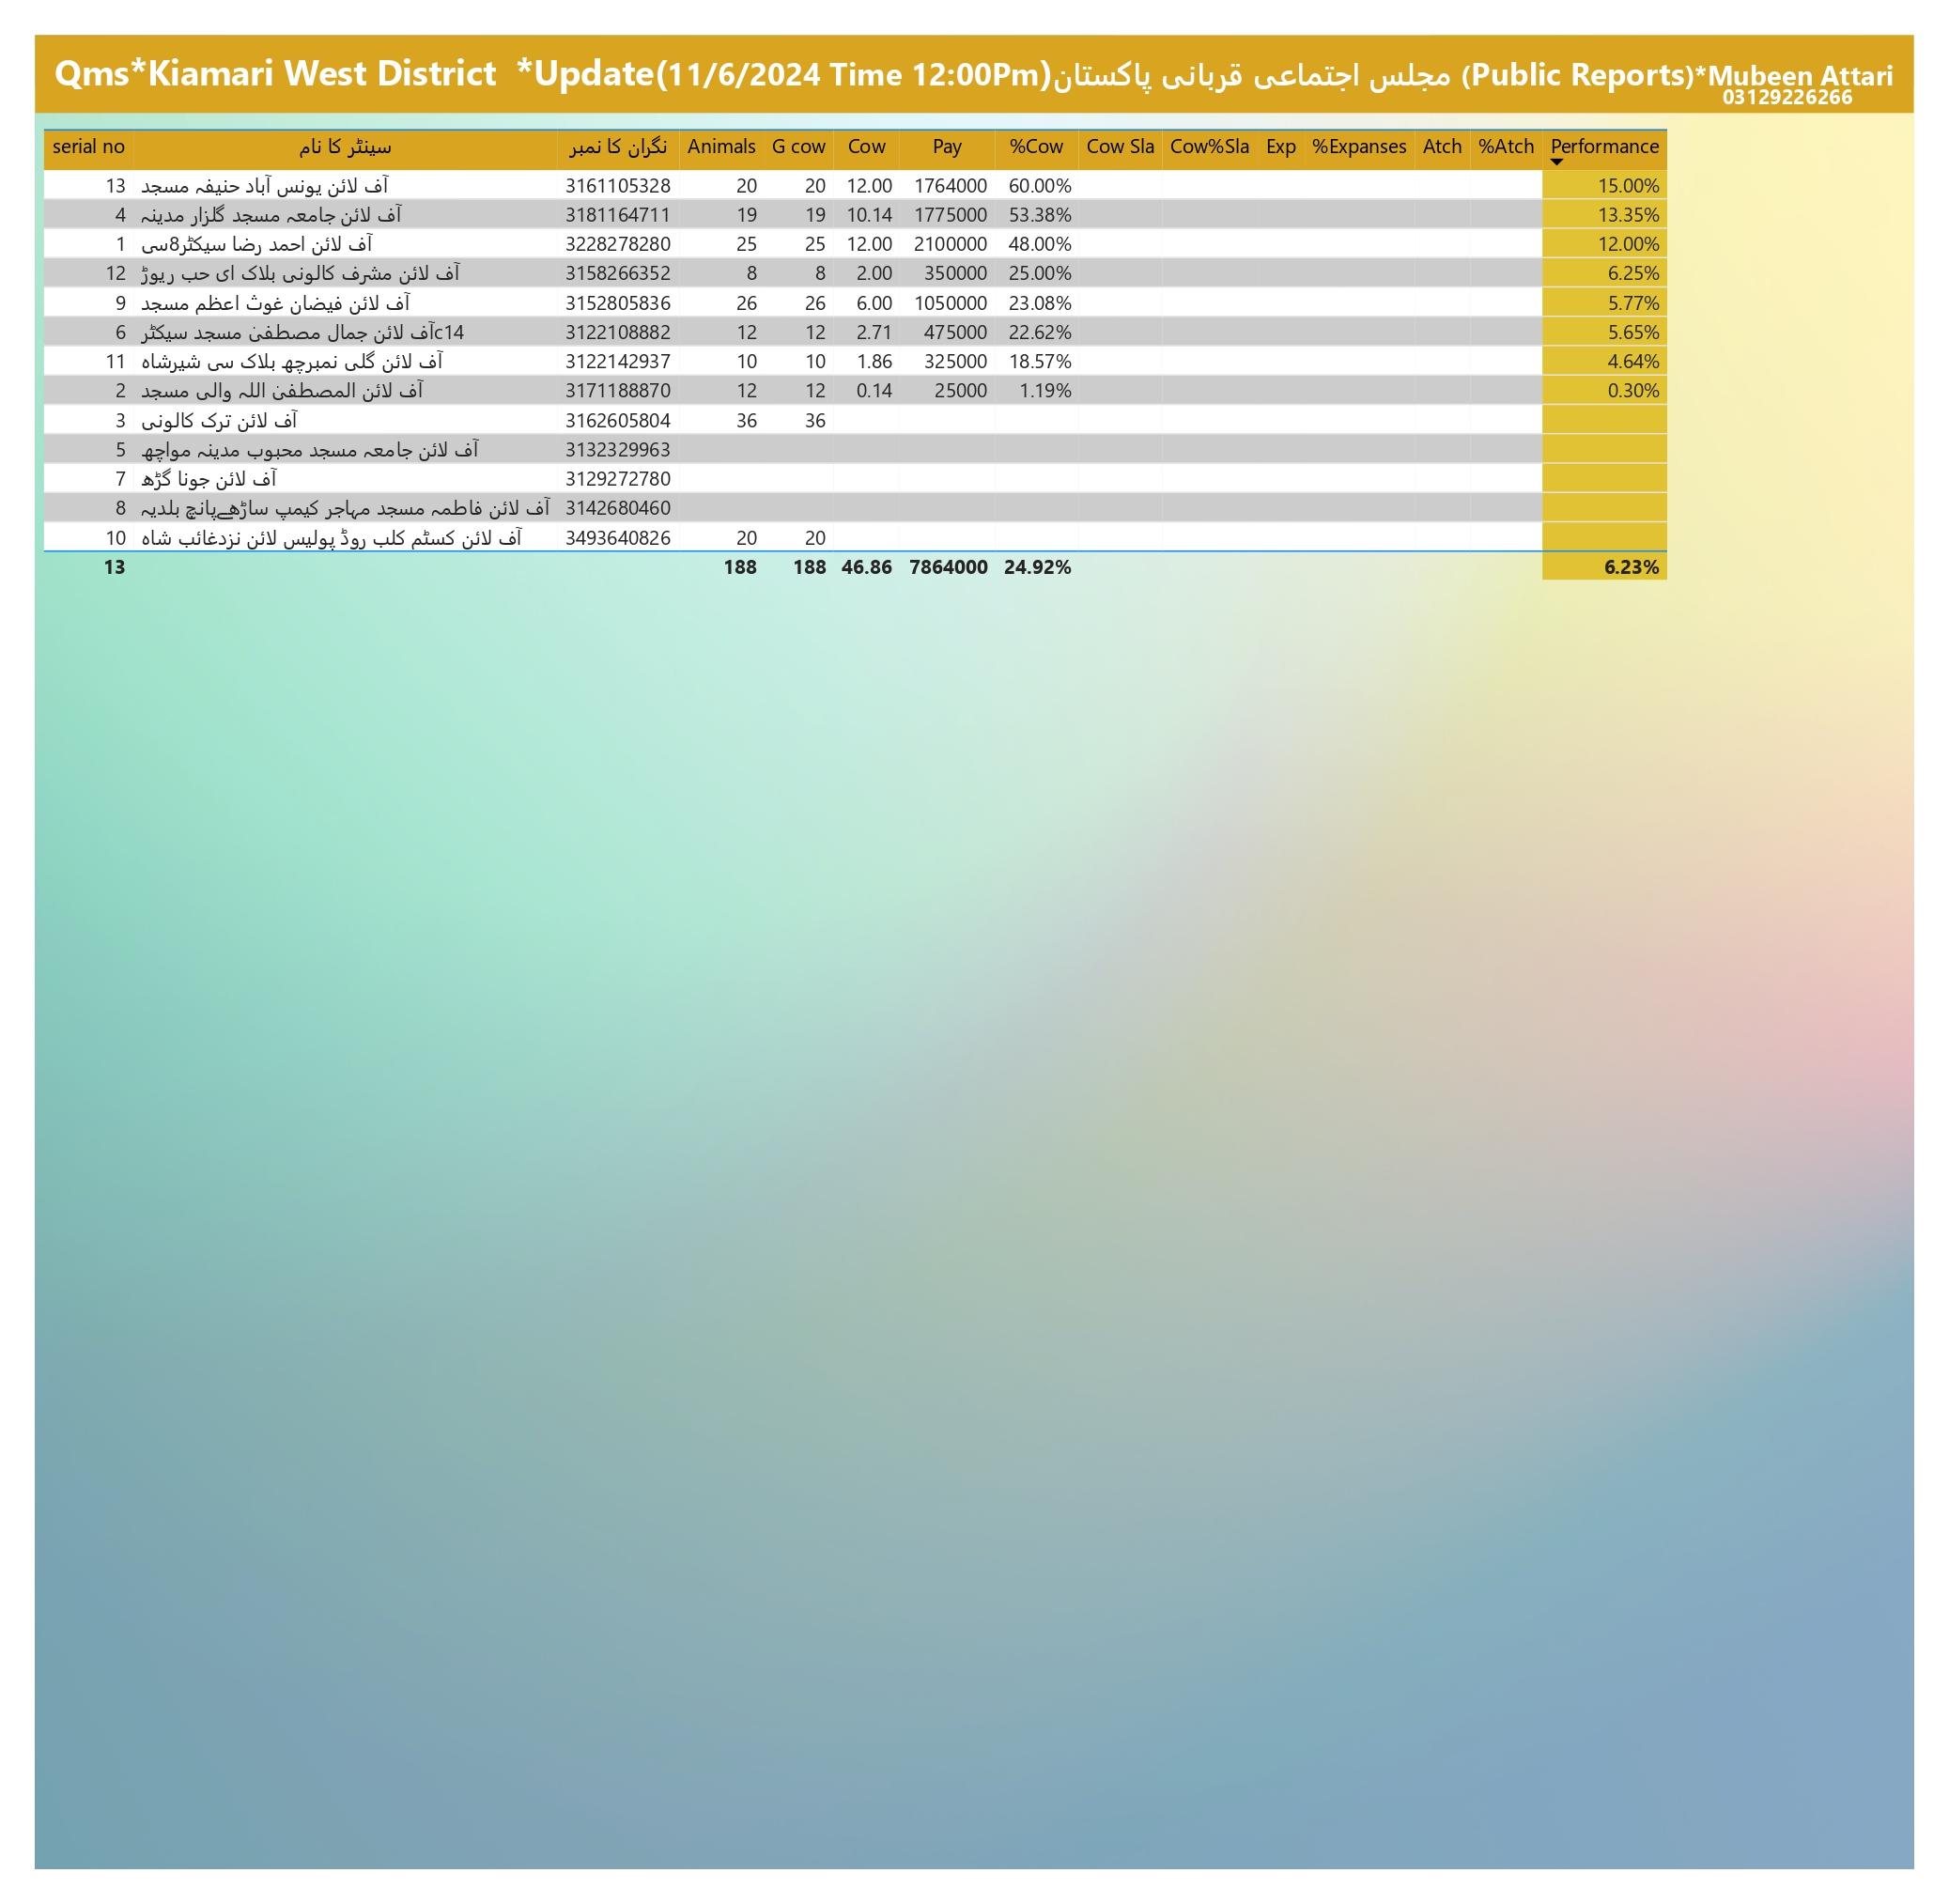 Qms*Kiamari West District *Update(11/6/2024 Time 12:00Pm)مجلس اجتماعی قربانی پاکستان (Public Reports)*Mubeen Attari
03129226266
serial no سینٹر کا نام نگران کا نمبر Animals G cow Cow Pay %Cow Cow Sla Cow%Sla Exp %Expanses Atch %Atch Performance
13 آف لائن یونس آباد حنیفہ مسجد 3161105328 20 20 12.00 1764000 60.00% 15.00%
4 آف لائن جامعہ مسجد گلزار مدینہ 3181164711 19 19 10.14 1775000 53.38% 13.35%
1 آف لائن احمد رضا سیکٹر8سی 3228278280 25 25 12.00 2100000 48.00% 12.00%
12 آف لائن مشرف کالونی بلاک ای حب ریوڑ 3158266352 8 8 2.00 350000 25.00% 6.25%
9 آف لائن فیضان غوث اعظم مسجد 3152805836 26 26 6.00 1050000 23.08% 5.77%
6 آف لائن جمال مصطفیٰ مسجد سیکٹرc14 3122108882 12 12 2.71 475000 22.62% 5.65%
11 آف لائن گلی نمبرچھ بلاک سی شیرشاہ 3122142937 10 10 1.86 325000 18.57% 4.64%
2 آف لائن المصطفیٰ اللہ والی مسجد 3171188870 12 12 0.14 25000 1.19% 0.30%
3 آف لائن ترک کالونی 3162605804 36 36
5 آف لائن جامعہ مسجد محبوب مدینہ مواچھ 3132329963
7 آف لائن جونا گڑھ 3129272780
8 آف لائن فاطمہ مسجد مہاجر کیمپ ساڑھےپانچ بلدیہ 3142680460
10 آف لائن کسٹم کلب روڈ پولیس لائن نزدغائب شاہ 3493640826 20 20
13 188 188 46.86 7864000 24.92% 6.23%